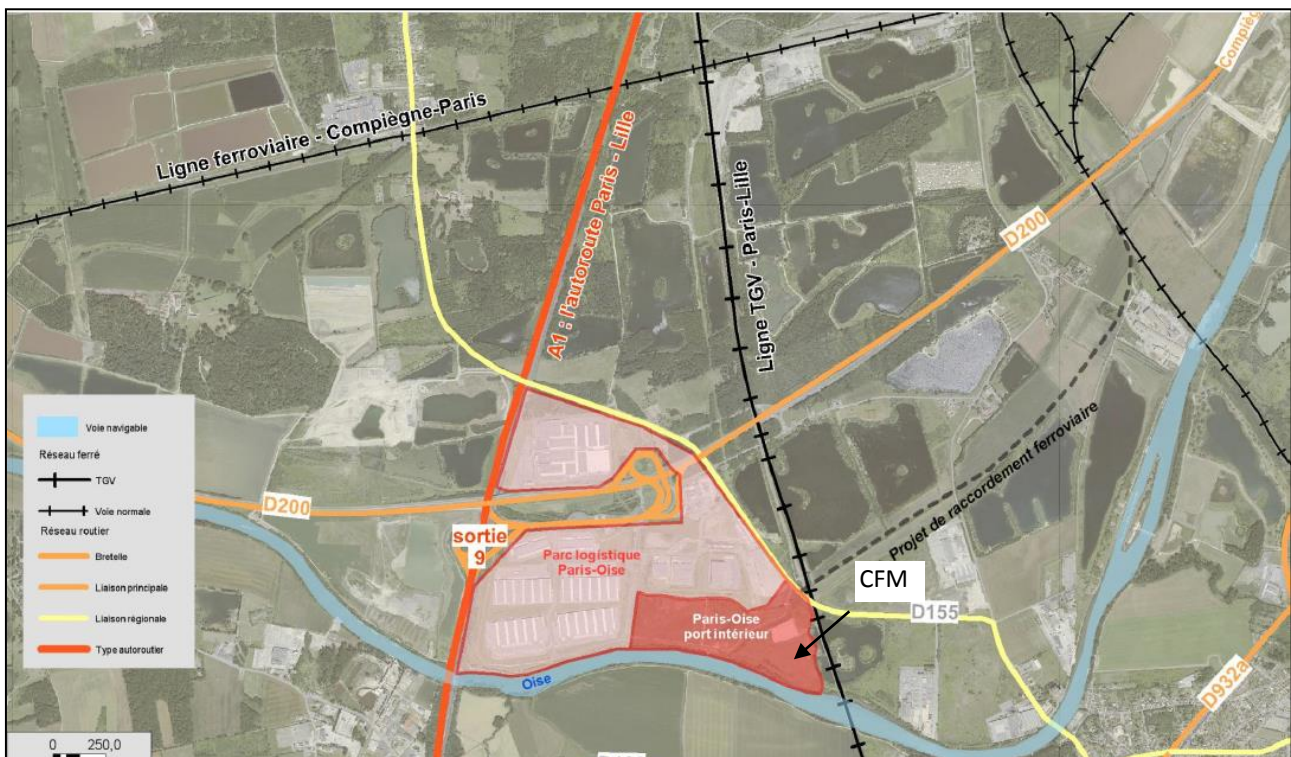 Compiègn
Ligne ferroviaire - Compiègne-Paris
A1 : l'autoroute Paris - Lille
Ligne TGV - Paris-Lille
D200
Projet de raccordement ferroviaire
Voie navigable
Réseau ferré
TGV
Voie normale
Réseau routier
Bretelle
Liaison principale
Liaison régionale
Type autoroutier
D200
sortie
9
Parc logistique
Paris-Oise
Paris-Oise
port intérieur
CFM
D155
Oise
D932a
0 250,0